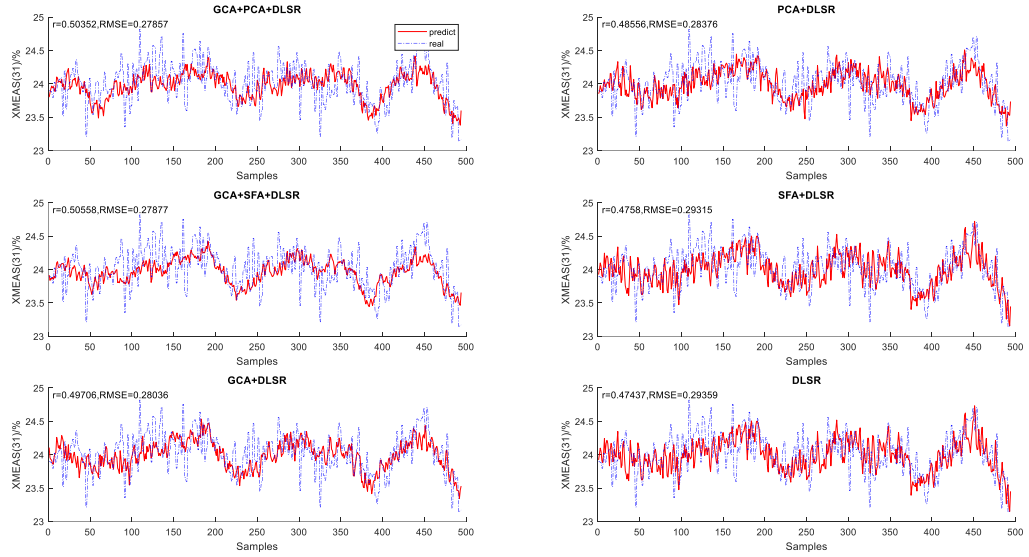 GCA+PCA+DLSR
r=0.50352,RMSE=0.27857
predict
real
25
24.5
24
23.5
23
XMEAS(31)/%
0 50 100 150 200 250 300 350 400 450 500
Samples
PCA+DLSR
r=0.48556,RMSE=0.28376
25
24.5
24
23.5
23
XMEAS(31)/%
0 50 100 150 200 250 300 350 400 450 500
Samples
GCA+SFA+DLSR
r=0.50558,RMSE=0.27877
25
24.5
24
23.5
23
XMEAS(31)/%
0 50 100 150 200 250 300 350 400 450 500
Samples
SFA+DLSR
r=0.4758,RMSE=0.29315
25
24.5
24
23.5
23
XMEAS(31)/%
0 50 100 150 200 250 300 350 400 450 500
Samples
GCA+DLSR
r=0.49706,RMSE=0.28036
25
24.5
24
23.5
23
XMEAS(31)/%
0 50 100 150 200 250 300 350 400 450 500
Samples
DLSR
r=0.47437,RMSE=0.29359
25
24.5
24
23.5
23
XMEAS(31)/%
0 50 100 150 200 250 300 350 400 450 500
Samples